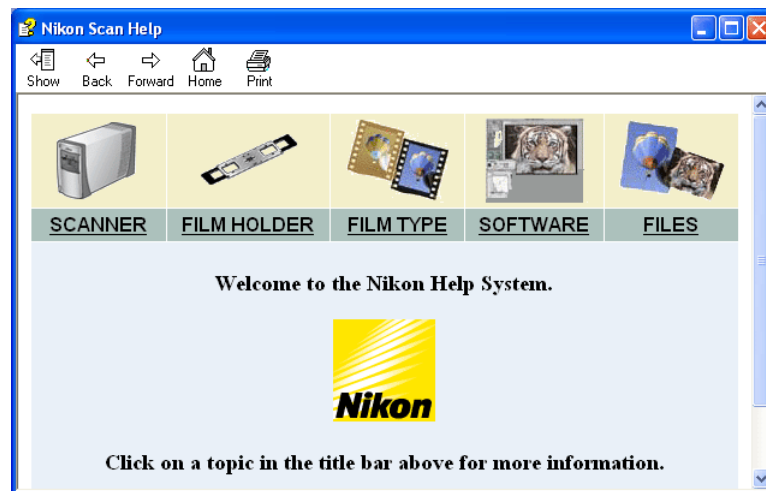 Nikon Scan Help
Show Back Forward Home Print
SCANNER FILM HOLDER FILM TYPE SOFTWARE FILES
Welcome to the Nikon Help System.
Nikon
Click on a topic in the title bar above for more information.